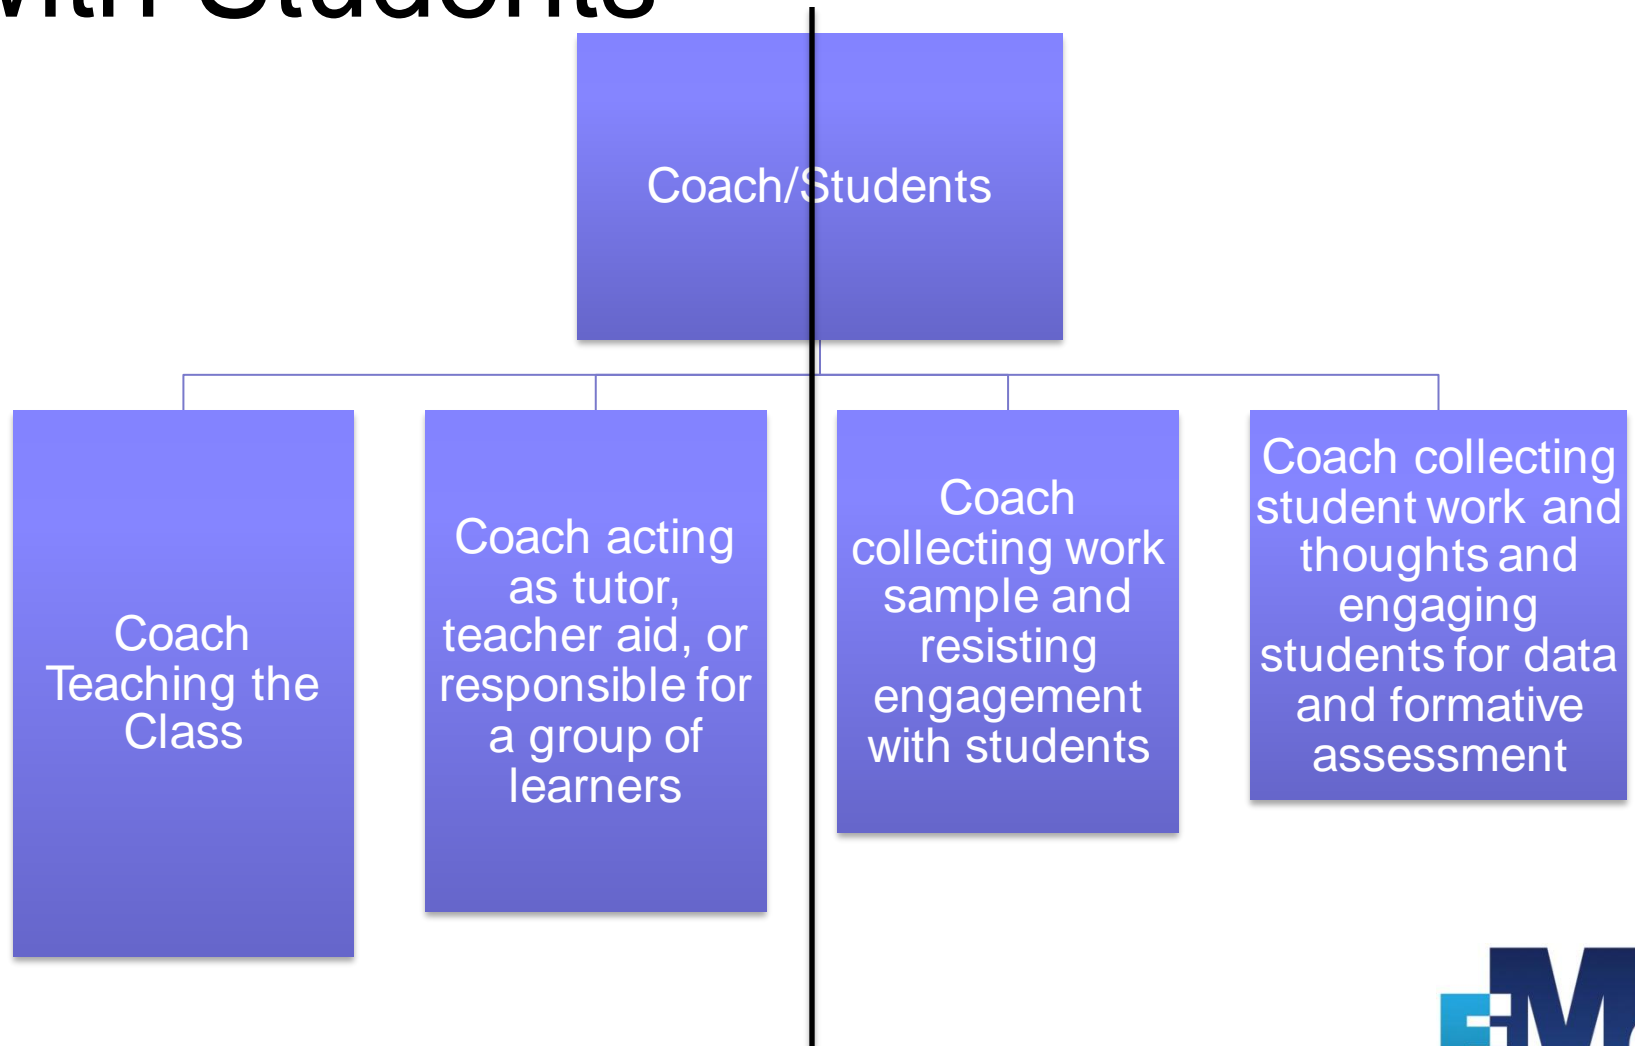 with Students
Coach/Students
Coach
Teaching the
Class
Coach acting
as tutor,
teacher aid, or
responsible for
a group of
learners
Coach
collecting work
sample and
resisting
engagement
with students
Coach collecting
student work and
thoughts and
engaging
students for data
and formative
assessment